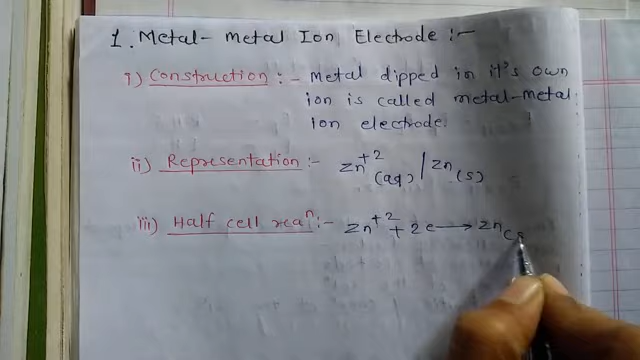 1. Metal-metal Ion Electrode :-
i) Construction :- Metal dipped in it's own
ion is called metal-metal
ion electrode.
ii) Representation :- Zn+2(aq) / Zn(s)
iii) Half cell reaⁿ :- Zn+2 + 2e ⟶ Zn(s